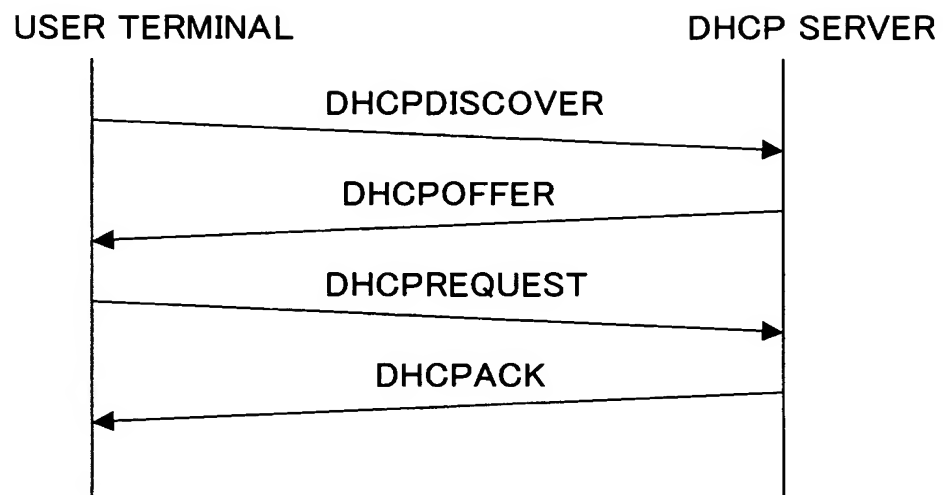 USER TERMINAL DHCP SERVER
DHCPDISCOVER
DHCPOFFER
DHCPREQUEST
DHCPACK